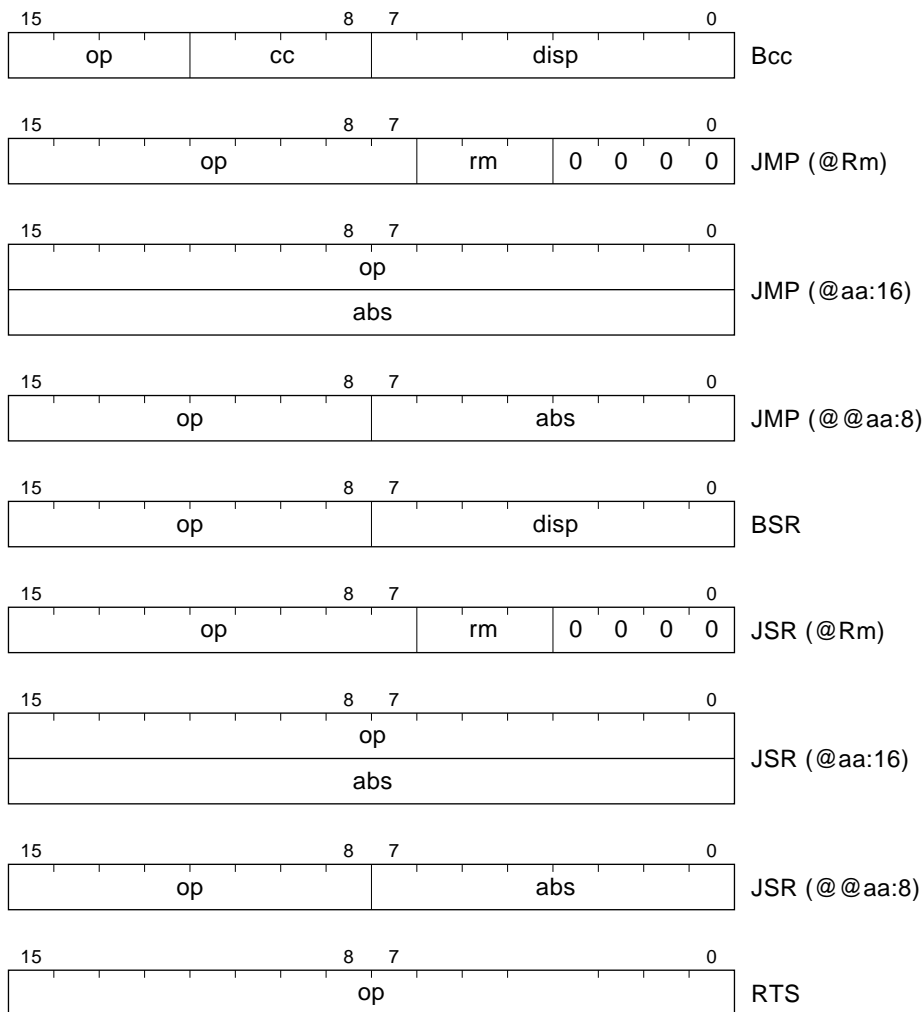 15 8 7 0
op cc disp Bcc
15 8 7 0
op rm 0 0 0 0 JMP (@Rm)
15 8 7 0
op
JMP (@aa:16)
abs
15 8 7 0
op abs JMP (@@aa:8)
15 8 7 0
op disp BSR
15 8 7 0
op rm 0 0 0 0 JSR (@Rm)
15 8 7 0
op
JSR (@aa:16)
abs
15 8 7 0
op abs JSR (@@aa:8)
15 8 7 0
op RTS